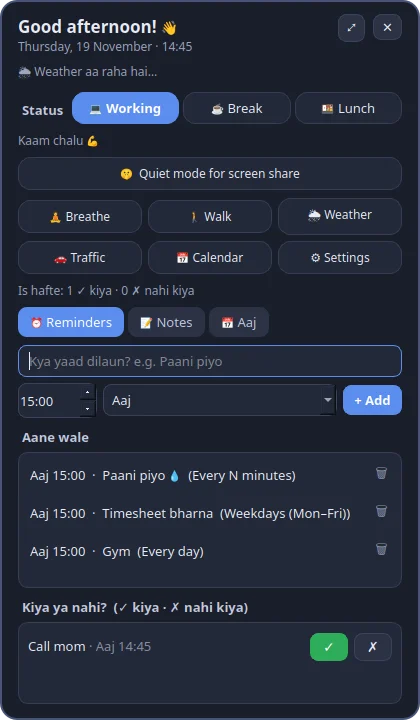 Good afternoon! 👋
Thursday, 19 November · 14:45
🌦 Weather aa raha hai...
Status 💻 Working ☕ Break 🍱 Lunch
Kaam chalu 💪
🤫 Quiet mode for screen share
🧘 Breathe 🚶 Walk 🌦 Weather
🚗 Traffic 📅 Calendar ⚙ Settings
Is hafte: 1 ✓ kiya · 0 ✗ nahi kiya
⏰ Reminders 📝 Notes 📅 Aaj
Kya yaad dilaun? e.g. Paani piyo
15:00 Aaj + Add
Aane wale
Aaj 15:00 · Paani piyo 💧 (Every N minutes)
Aaj 15:00 · Timesheet bharna (Weekdays (Mon–Fri))
Aaj 15:00 · Gym (Every day)
Kiya ya nahi? (✓ kiya · ✗ nahi kiya)
Call mom · Aaj 14:45 ✓ ✗